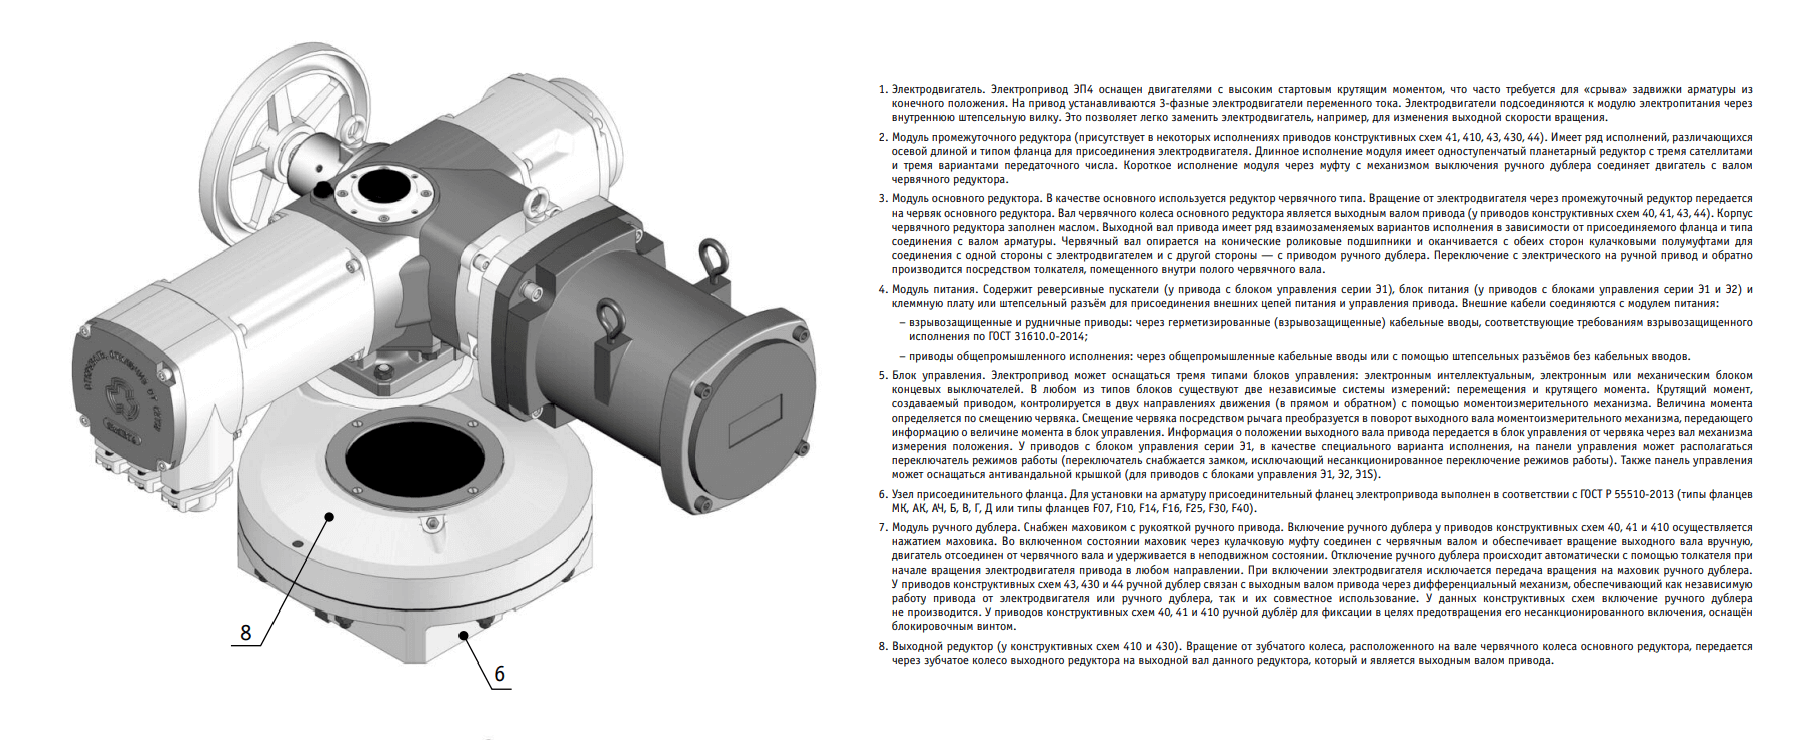 8
6
1. Электродвигатель. Электропривод ЭП4 оснащен двигателями с высоким стартовым крутящим моментом, что часто требуется для «срыва» задвижки арматуры из
конечного положения. На привод устанавливаются 3-фазные электродвигатели переменного тока. Электродвигатели подсоединяются к модулю электропитания через
внутреннюю штепсельную вилку. Это позволяет легко заменить электродвигатель, например, для изменения выходной скорости вращения.
2. Модуль промежуточного редуктора (присутствует в некоторых исполнениях приводов конструктивных схем 41, 410, 43, 430, 44). Имеет ряд исполнений, различающихся
осевой длиной и типом фланца для присоединения электродвигателя. Длинное исполнение модуля имеет одноступенчатый планетарный редуктор с тремя сателлитами
и тремя вариантами передаточного числа. Короткое исполнение модуля через муфту с механизмом выключения ручного дублера соединяет двигатель с валом
червячного редуктора.
3. Модуль основного редуктора. В качестве основного используется редуктор червячного типа. Вращение от электродвигателя через промежуточный редуктор передается
на червяк основного редуктора. Вал червячного колеса основного редуктора является выходным валом привода (у приводов конструктивных схем 40, 41, 43, 44). Корпус
червячного редуктора заполнен маслом. Выходной вал привода имеет ряд взаимозаменяемых вариантов исполнения в зависимости от присоединяемого фланца и типа
соединения с валом арматуры. Червячный вал опирается на конические роликовые подшипники и оканчивается с обеих сторон кулачковыми полумуфтами для
соединения с одной стороны с электродвигателем и с другой стороны — с приводом ручного дублера. Переключение с электрического на ручной привод и обратно
производится посредством толкателя, помещенного внутри полого червячного вала.
4. Модуль питания. Содержит реверсивные пускатели (у привода с блоком управления серии Э1), блок питания (у приводов с блоками управления серии Э1 и Э2) и
клеммную плату или штепсельный разъём для присоединения внешних цепей питания и управления привода. Внешние кабели соединяются с модулем питания:
– взрывозащищенные и рудничные приводы: через герметизированные (взрывозащищенные) кабельные вводы, соответствующие требованиям взрывозащищенного
исполнения по ГОСТ 31610.0-2014;
– приводы общепромышленного исполнения: через общепромышленные кабельные вводы или с помощью штепсельных разъёмов без кабельных вводов.
5. Блок управления. Электропривод может оснащаться тремя типами блоков управления: электронным интеллектуальным, электронным или механическим блоком
концевых выключателей. В любом из типов блоков существуют две независимые системы измерений: перемещения и крутящего момента. Крутящий момент,
создаваемый приводом, контролируется в двух направлениях движения (в прямом и обратном) с помощью моментоизмерительного механизма. Величина момента
определяется по смещению червяка. Смещение червяка посредством рычага преобразуется в поворот выходного вала моментоизмерительного механизма, передающего
информацию о величине момента в блок управления. Информация о положении выходного вала привода передается в блок управления от червяка через вал механизма
измерения положения. У приводов с блоком управления серии Э1, в качестве специального варианта исполнения, на панели управления может располагаться
переключатель режимов работы (переключатель снабжается замком, исключающий несанкционированное переключение режимов работы). Также панель управления
может оснащаться антивандальной крышкой (для приводов с блоками управления Э1, Э2, Э1S).
6. Узел присоединительного фланца. Для установки на арматуру присоединительный фланец электропривода выполнен в соответствии с ГОСТ Р 55510-2013 (типы фланцев
МК, АК, АЧ, Б, В, Г, Д или типы фланцев F07, F10, F14, F16, F25, F30, F40).
7. Модуль ручного дублера. Снабжен маховиком с рукояткой ручного привода. Включение ручного дублера у приводов конструктивных схем 40, 41 и 410 осуществляется
нажатием маховика. Во включенном состоянии маховик через кулачковую муфту соединен с червячным валом и обеспечивает вращение выходного вала вручную,
двигатель отсоединен от червячного вала и удерживается в неподвижном состоянии. Отключение ручного дублера происходит автоматически с помощью толкателя при
начале вращения электродвигателя привода в любом направлении. При включении электродвигателя исключается передача вращения на маховик ручного дублера.
У приводов конструктивных схем 43, 430 и 44 ручной дублер связан с выходным валом привода через дифференциальный механизм, обеспечивающий как независимую
работу привода от электродвигателя или ручного дублера, так и их совместное использование. У данных конструктивных схем включение ручного дублера
не производится. У приводов конструктивных схем 40, 41 и 410 ручной дублёр для фиксации в целях предотвращения его несанкционированного включения, оснащён
блокировочным винтом.
8. Выходной редуктор (у конструктивных схем 410 и 430). Вращение от зубчатого колеса, расположенного на вале червячного колеса основного редуктора, передается
через зубчатое колесо выходного редуктора на выходной вал данного редуктора, который и является выходным валом привода.